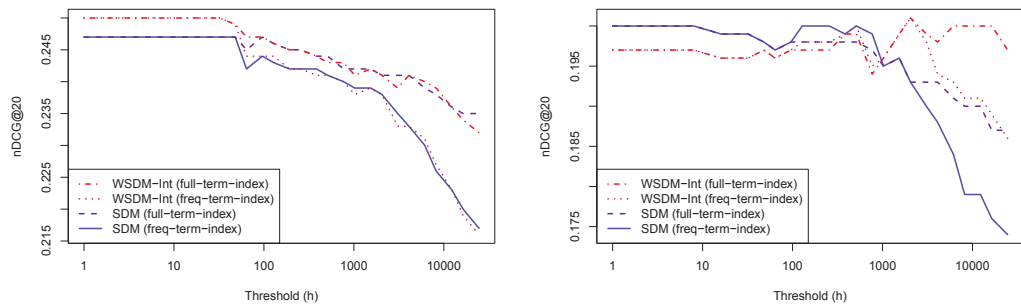 nDCG@20
0.215
0.225
0.235
0.245
WSDM−Int (full−term−index)
WSDM−Int (freq−term−index)
SDM (full−term−index)
SDM (freq−term−index)
1
10
100
1000
10000
Threshold (h)
nDCG@20
0.175
0.185
0.195
WSDM−Int (full−term−index)
WSDM−Int (freq−term−index)
SDM (full−term−index)
SDM (freq−term−index)
1
10
100
1000
10000
Threshold (h)